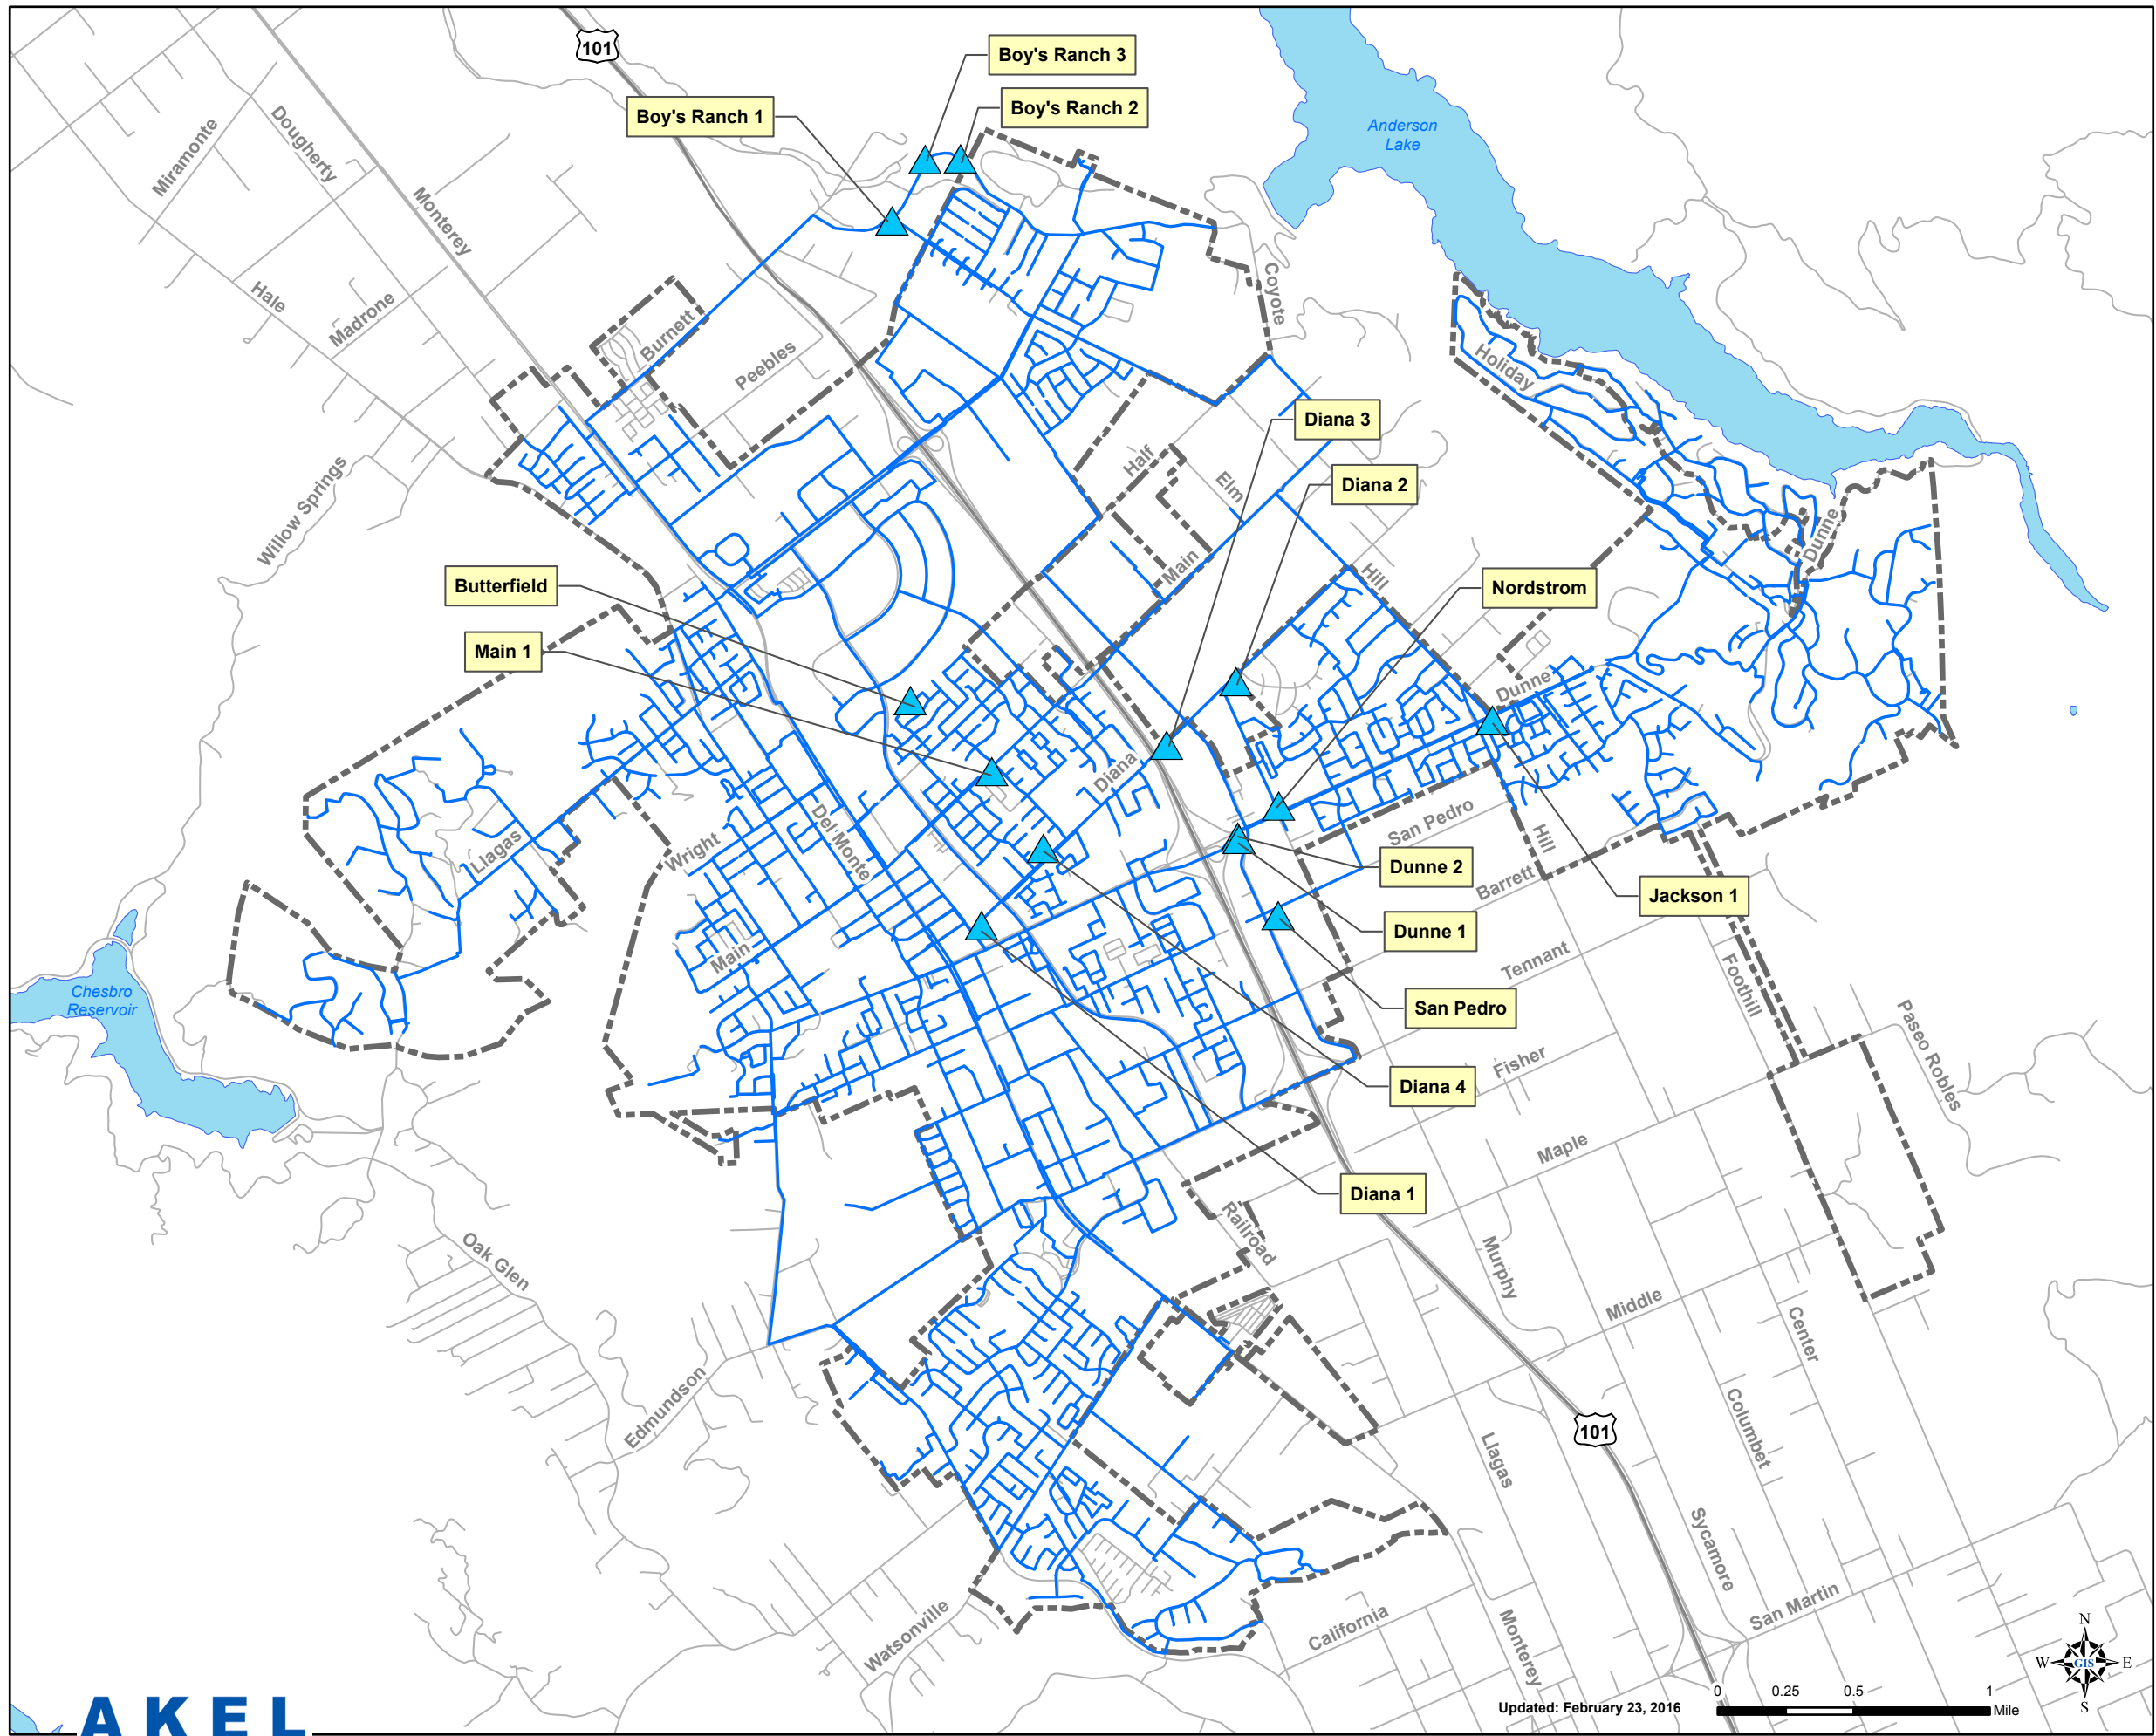 101
Boy's Ranch 3
Boy's Ranch 2
Boy's Ranch 1
Anderson
Lake
Miramonte
Dougherty
Monterey
Hale
Madrone
Burnett
Peebles
Coyote
Holiday
Diana 3
Half
Elm
Diana 2
Willow Springs
Dunne
Main
Hill
Butterfield
Nordstrom
Main 1
Dunne
Diana
San Pedro
Hill
Del Monte
Wright
Llagas
Dunne 2
Barrett
Jackson 1
Dunne 1
Main
Tennant
Foothill
Chesbro
Reservoir
San Pedro
Paseo Robles
Fisher
Diana 4
Maple
Diana 1
Railroad
Oak Glen
Murphy
Middle
Center
Edmundson
Columbet
101
Llagas
Sycamore
San Martin
California
Watsonville
Monterey
N
W
GIS
E
S
Updated: February 23, 2016
0
0.25
0.5
1
Mile
AKEL